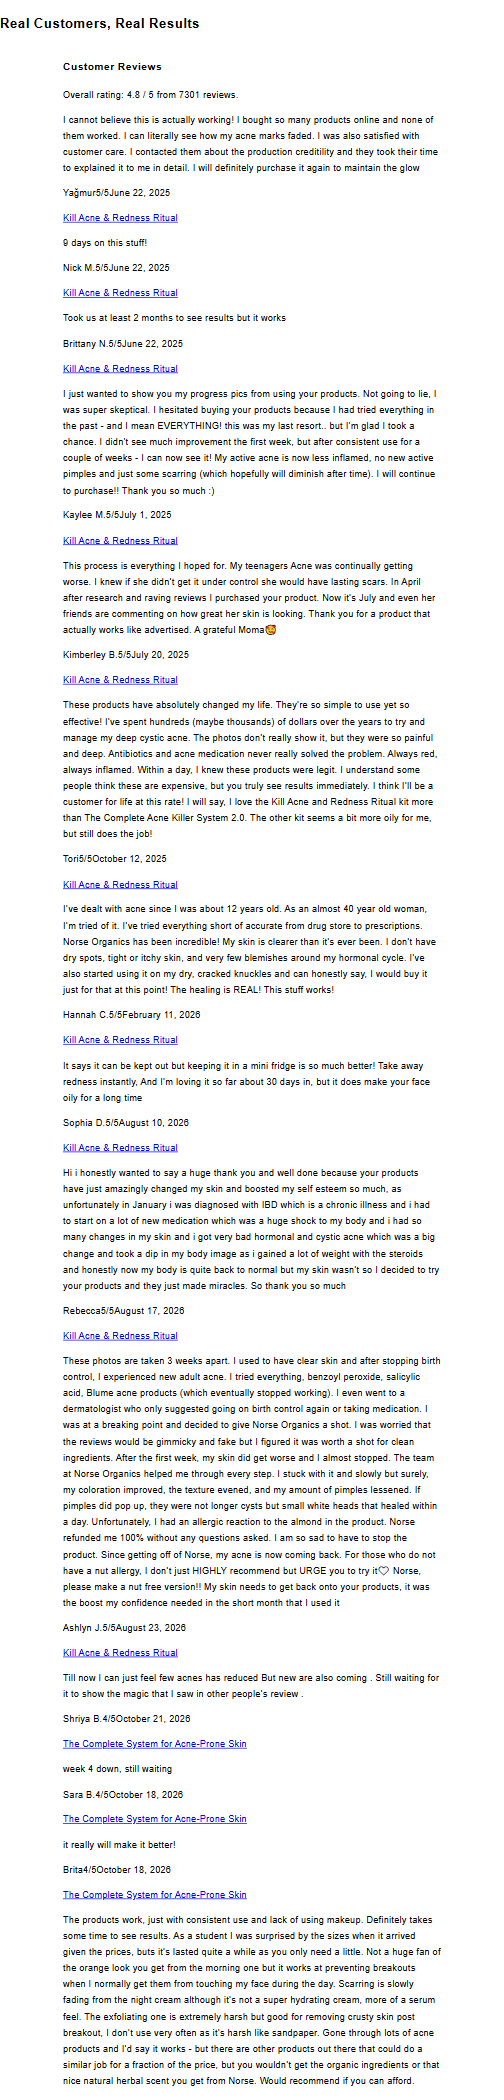 Real Customers, Real Results
Customer Reviews
Overall rating: 4.8 / 5 from 7301 reviews.
I cannot believe this is actually working! I bought so many products online and none of
them worked. I can literally see how my acne marks faded. I was also satisfied with
customer care. I contacted them about the production creditility and they took their time
to explained it to me in detail. I will definitely purchase it again to maintain the glow
Yağmur5/5June 22, 2025
Kill Acne & Redness Ritual
9 days on this stuff!
Nick M.5/5June 22, 2025
Kill Acne & Redness Ritual
Took us at least 2 months to see results but it works
Brittany N.5/5June 22, 2025
Kill Acne & Redness Ritual
I just wanted to show you my progress pics from using your products. Not going to lie, I
was super skeptical. I hesitated buying your products because I had tried everything in
the past - and I mean EVERYTHING! this was my last resort.. but I'm glad I took a
chance. I didn't see much improvement the first week, but after consistent use for a
couple of weeks - I can now see it! My active acne is now less inflamed, no new active
pimples and just some scarring (which hopefully will diminish after time). I will continue
to purchase!! Thank you so much :)
Kaylee M.5/5July 1, 2025
Kill Acne & Redness Ritual
This process is everything I hoped for. My teenagers Acne was continually getting
worse. I knew if she didn't get it under control she would have lasting scars. In April
after research and raving reviews I purchased your product. Now it's July and even her
friends are commenting on how great her skin is looking. Thank you for a product that
actually works like advertised. A grateful Moma🥰
Kimberley B.5/5July 20, 2025
Kill Acne & Redness Ritual
These products have absolutely changed my life. They're so simple to use yet so
effective! I've spent hundreds (maybe thousands) of dollars over the years to try and
manage my deep cystic acne. The photos don't really show it, but they were so painful
and deep. Antibiotics and acne medication never really solved the problem. Always red,
always inflamed. Within a day, I knew these products were legit. I understand some
people think these are expensive, but you truly see results immediately. I think I'll be a
customer for life at this rate! I will say, I love the Kill Acne and Redness Ritual kit more
than The Complete Acne Killer System 2.0. The other kit seems a bit more oily for me,
but still does the job!
Tori5/5October 12, 2025
Kill Acne & Redness Ritual
I've dealt with acne since I was about 12 years old. As an almost 40 year old woman,
I'm tried of it. I've tried everything short of accurate from drug store to prescriptions.
Norse Organics has been incredible! My skin is clearer than it's ever been. I don't have
dry spots, tight or itchy skin, and very few blemishes around my hormonal cycle. I've
also started using it on my dry, cracked knuckles and can honestly say, I would buy it
just for that at this point! The healing is REAL! This stuff works!
Hannah C.5/5February 11, 2026
Kill Acne & Redness Ritual
It says it can be kept out but keeping it in a mini fridge is so much better! Take away
redness instantly, And I'm loving it so far about 30 days in, but it does make your face
oily for a long time
Sophia D.5/5August 10, 2026
Kill Acne & Redness Ritual
Hi i honestly wanted to say a huge thank you and well done because your products
have just amazingly changed my skin and boosted my self esteem so much, as
unfortunately in January i was diagnosed with IBD which is a chronic illness and i had
to start on a lot of new medication which was a huge shock to my body and i had so
many changes in my skin and i got very bad hormonal and cystic acne which was a big
change and took a dip in my body image as i gained a lot of weight with the steroids
and honestly now my body is quite back to normal but my skin wasn't so I decided to try
your products and they just made miracles. So thank you so much
Rebecca5/5August 17, 2026
Kill Acne & Redness Ritual
These photos are taken 3 weeks apart. I used to have clear skin and after stopping birth
control, I experienced new adult acne. I tried everything, benzoyl peroxide, salicylic
acid, Blume acne products (which eventually stopped working). I even went to a
dermatologist who only suggested going on birth control again or taking medication. I
was at a breaking point and decided to give Norse Organics a shot. I was worried that
the reviews would be gimmicky and fake but I figured it was worth a shot for clean
ingredients. After the first week, my skin did get worse and I almost stopped. The team
at Norse Organics helped me through every step. I stuck with it and slowly but surely,
my coloration improved, the texture evened, and my amount of pimples lessened. If
pimples did pop up, they were not longer cysts but small white heads that healed within
a day. Unfortunately, I had an allergic reaction to the almond in the product. Norse
refunded me 100% without any questions asked. I am so sad to have to stop the
product. Since getting off of Norse, my acne is now coming back. For those who do not
have a nut allergy, I don't just HIGHLY recommend but URGE you to try it♡ Norse,
please make a nut free version!! My skin needs to get back onto your products, it was
the boost my confidence needed in the short month that I used it
Ashlyn J.5/5August 23, 2026
Kill Acne & Redness Ritual
Till now I can just feel few acnes has reduced But new are also coming . Still waiting for
it to show the magic that I saw in other people's review .
Shriya B.4/5October 21, 2026
The Complete System for Acne-Prone Skin
week 4 down, still waiting
Sara B.4/5October 18, 2026
The Complete System for Acne-Prone Skin
it really will make it better!
Brita4/5October 18, 2026
The Complete System for Acne-Prone Skin
The products work, just with consistent use and lack of using makeup. Definitely takes
some time to see results. As a student I was surprised by the sizes when it arrived
given the prices, buts it's lasted quite a while as you only need a little. Not a huge fan of
the orange look you get from the morning one but it works at preventing breakouts
when I normally get them from touching my face during the day. Scarring is slowly
fading from the night cream although it's not a super hydrating cream, more of a serum
feel. The exfoliating one is extremely harsh but good for removing crusty skin post
breakout, I don't use very often as it's harsh like sandpaper. Gone through lots of acne
products and I'd say it works - but there are other products out there that could do a
similar job for a fraction of the price, but you wouldn't get the organic ingredients or that
nice natural herbal scent you get from Norse. Would recommend if you can afford.